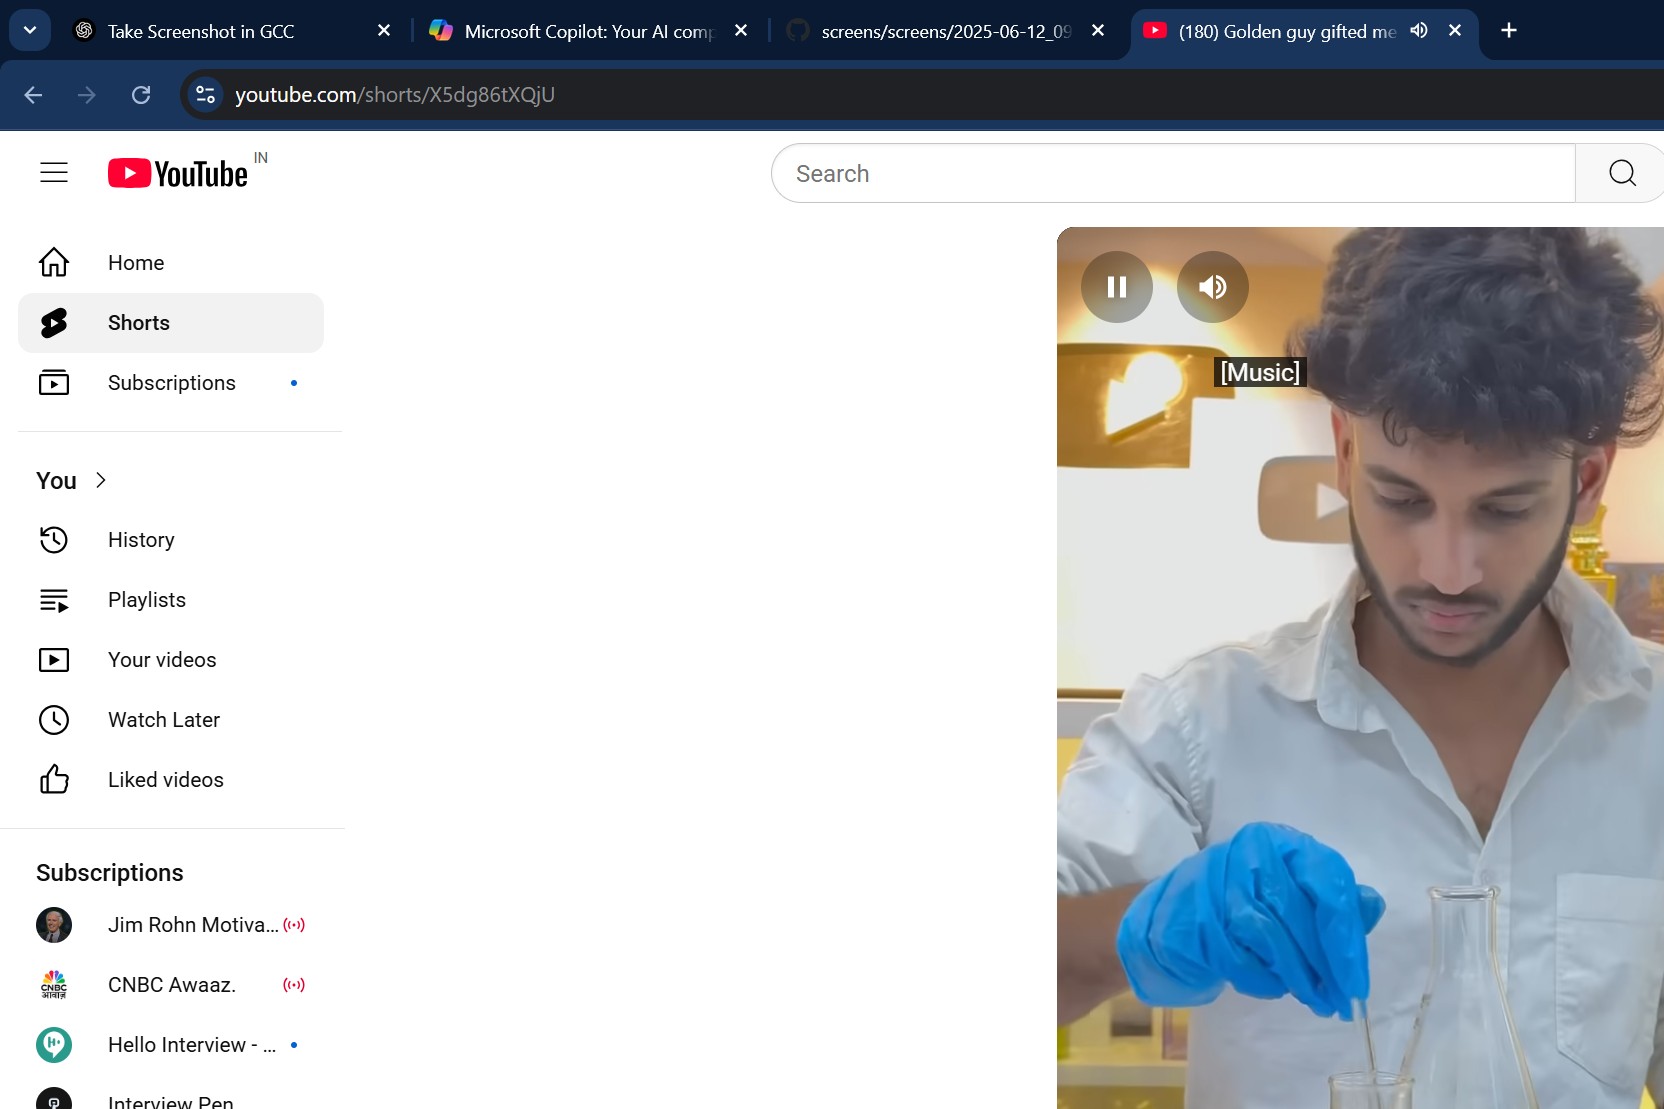 Take Screenshot in GCC
Microsoft Copilot: Your AI comp
screens/screens/2025-06-12_09
(180) Golden guy gifted me
youtube.com/shorts/X5dg86tXQjU
YouTube IN
Search
Home
Shorts
[Music]
Subscriptions
You
History
Playlists
Your videos
Watch Later
Liked videos
Subscriptions
Jim Rohn Motiva...
CNBC Awaaz.
CNBC
आवाज़
Hello Interview - ...
Interview Pen